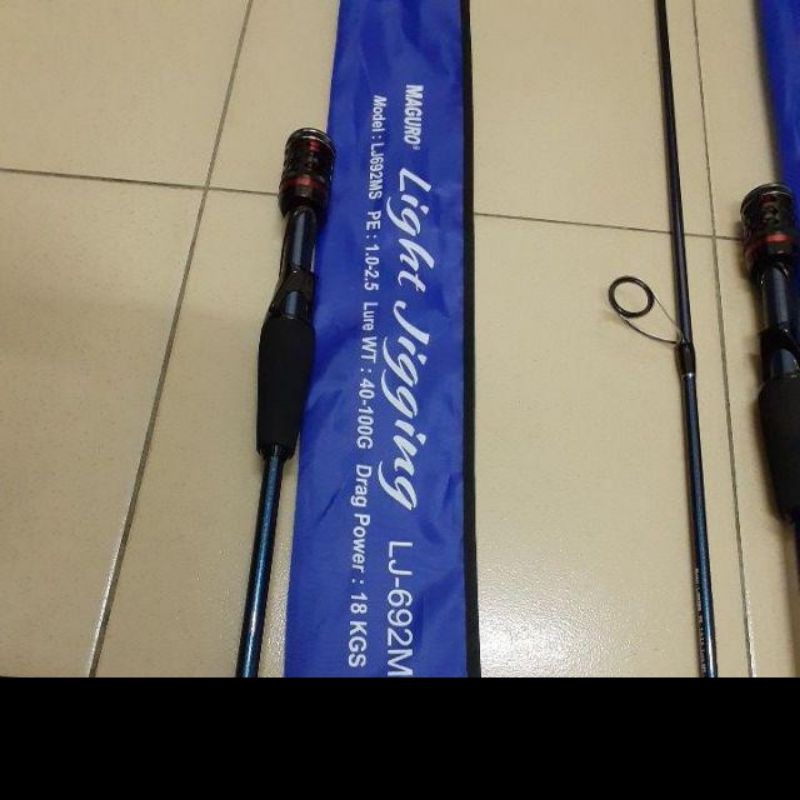 MAGURO® Light Jigging LJ-692M
Model : LJ692MS PE : 1.0-2.5 Lure WT : 40-100G Drag Power : 18 KGS